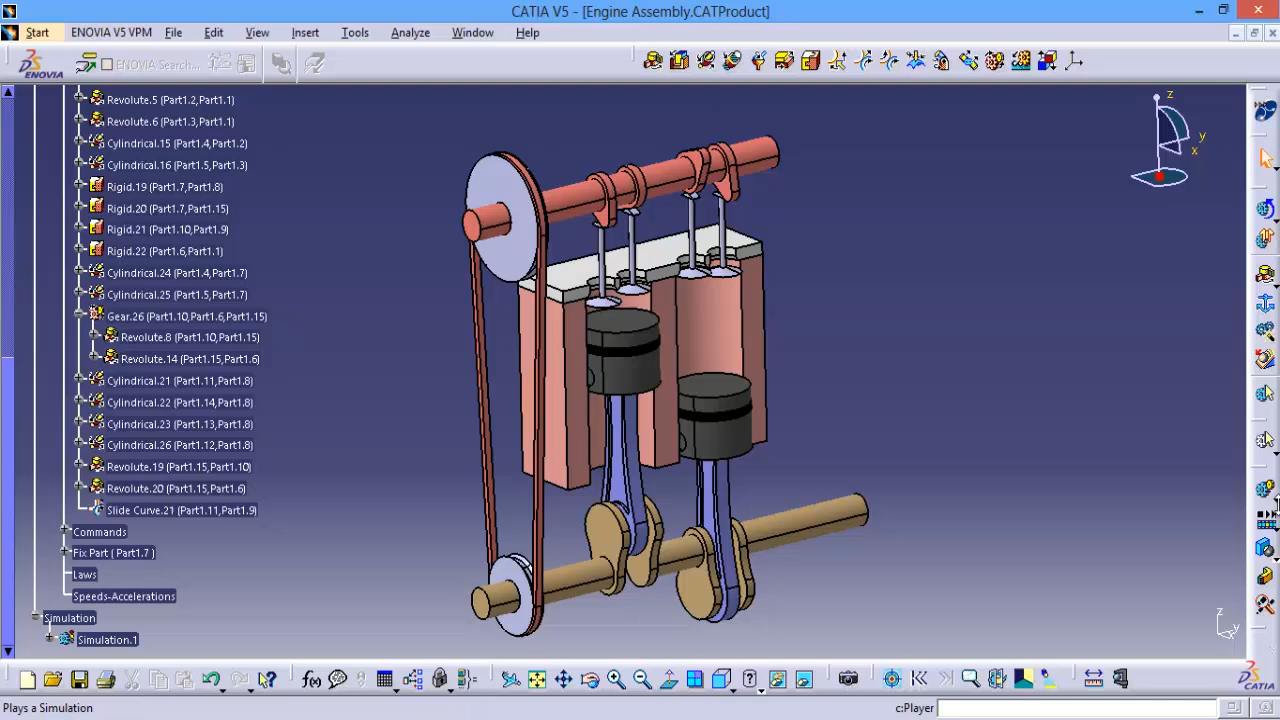 CATIA V5 - [Engine Assembly.CATProduct]
Start ENOVIA V5 VPM File Edit View Insert Tools Analyze Window Help
ENOVIA Search...
Revolute.5 (Part1.2,Part1.1)
Revolute.6 (Part1.3,Part1.1)
Cylindrical.15 (Part1.4,Part1.2)
Cylindrical.16 (Part1.5,Part1.3)
Rigid.19 (Part1.7,Part1.8)
Rigid.20 (Part1.7,Part1.15)
Rigid.21 (Part1.10,Part1.9)
Rigid.22 (Part1.6,Part1.1)
Cylindrical.24 (Part1.4,Part1.7)
Cylindrical.25 (Part1.5,Part1.7)
Gear.26 (Part1.10,Part1.6,Part1.15)
Revolute.8 (Part1.10,Part1.15)
Revolute.14 (Part1.15,Part1.6)
Cylindrical.21 (Part1.11,Part1.8)
Cylindrical.22 (Part1.14,Part1.8)
Cylindrical.23 (Part1.13,Part1.8)
Cylindrical.26 (Part1.12,Part1.8)
Revolute.19 (Part1.15,Part1.10)
Revolute.20 (Part1.15,Part1.6)
Slide Curve.21 (Part1.11,Part1.9)
Commands
Fix Part ( Part1.7 )
Laws
Speeds-Accelerations
Simulation
Simulation.1
z
y
x
z
y
f(x)
CATIA
Plays a Simulation
c:Player